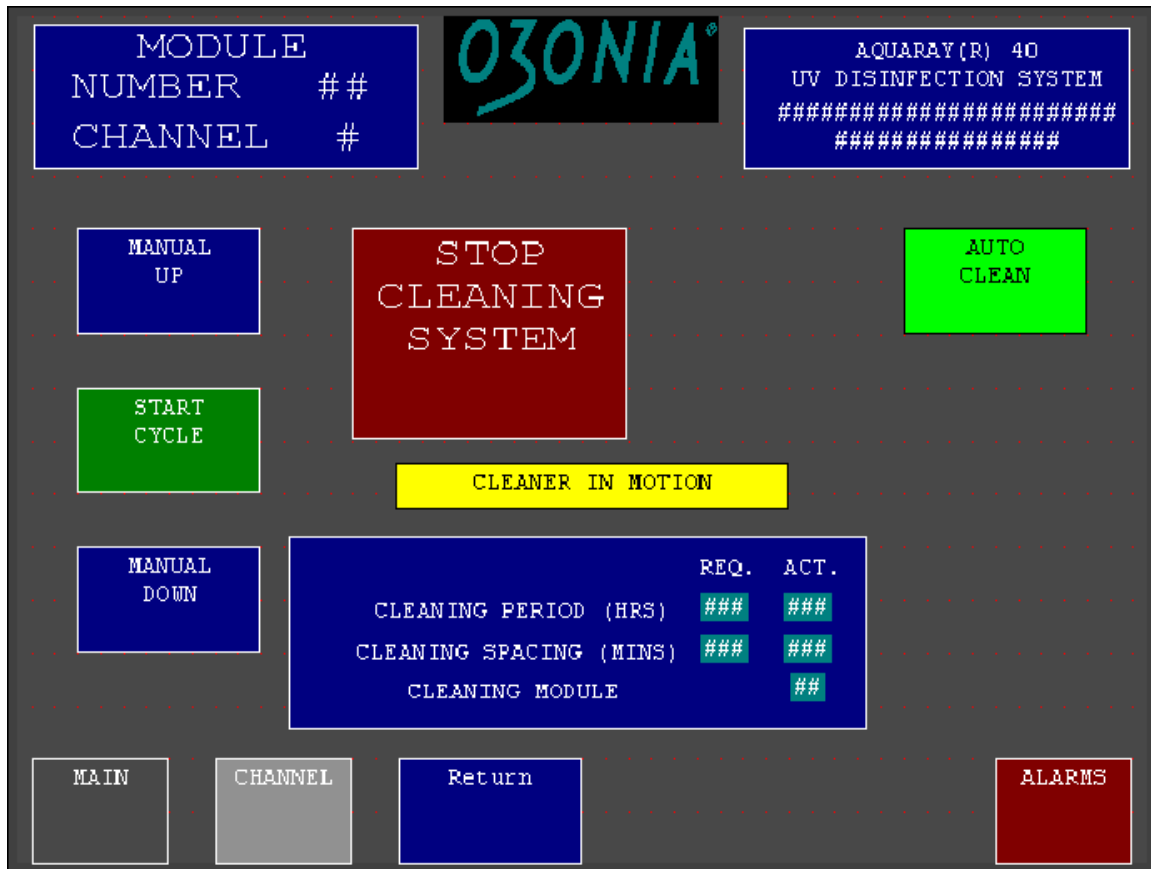 MODULE
NUMBER ##
CHANNEL #
OZONIA®
AQUARAY(R) 40
UV DISINFECTION SYSTEM
########################
################
MANUAL
UP
STOP
CLEANING
SYSTEM
AUTO
CLEAN
START
CYCLE
CLEANER IN MOTION
MANUAL
DOWN
REQ. ACT.
CLEANING PERIOD (HRS) ### ###
CLEANING SPACING (MINS) ### ###
CLEANING MODULE ##
MAIN
CHANNEL
Return
ALARMS